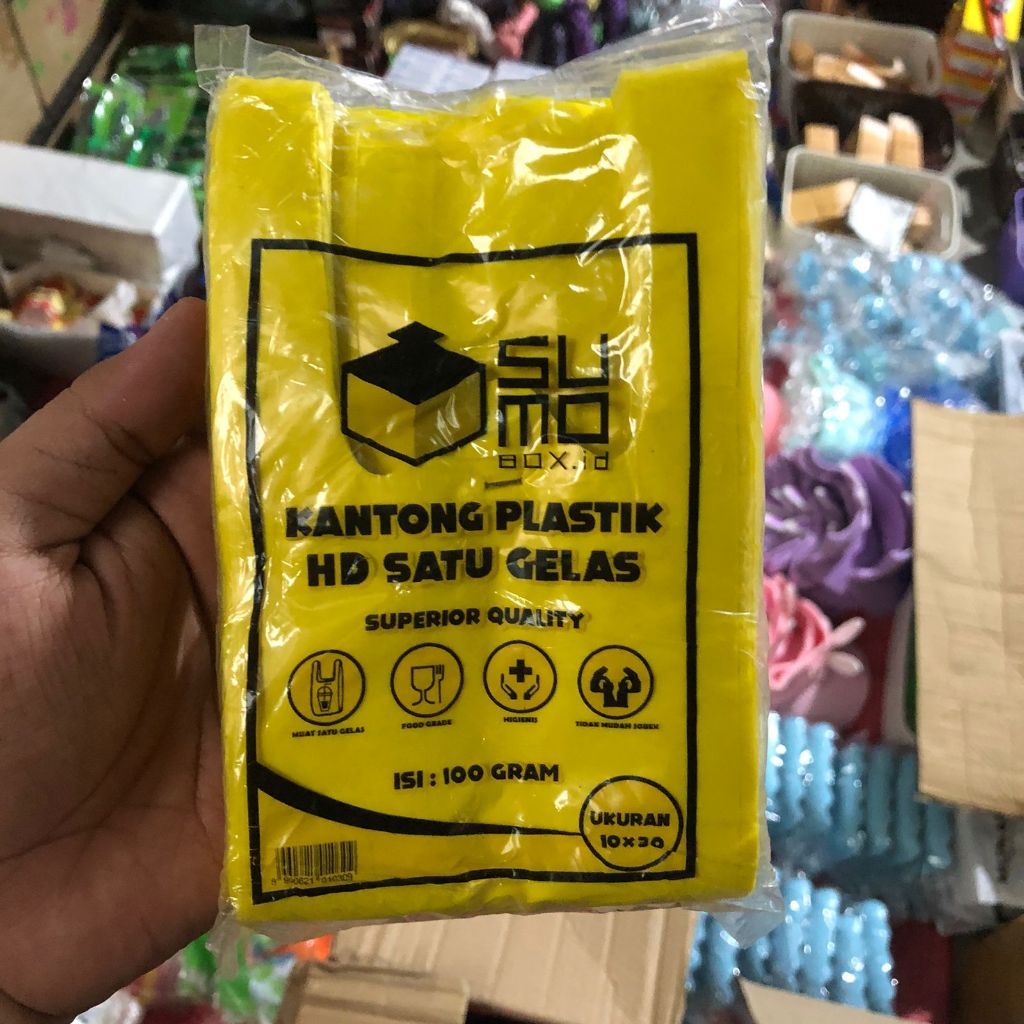 SU
MO
BOX.id
KANTONG PLASTIK
HD SATU GELAS
SUPERIOR QUALITY
MUAT SATU GELAS
FOOD GRADE
HIGIENIS
TIDAK MUDAH SOBEK
ISI : 100 GRAM
UKURAN
10x30